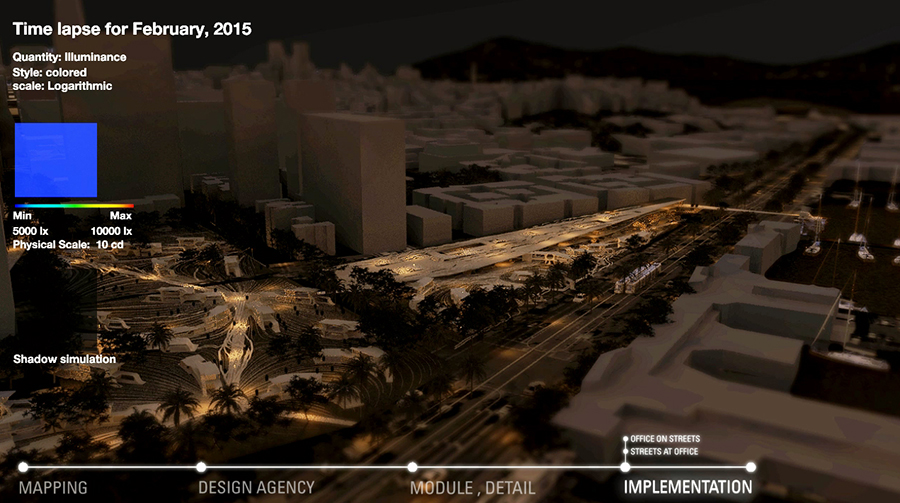 Time lapse for February, 2015
Quantity: Illuminance
Style: colored
scale: Logarithmic
Min Max
5000 lx 10000 lx
Physical Scale: 10 cd
Shadow simulation
OFFICE ON STREETS
STREETS AT OFFICE
MAPPING DESIGN AGENCY MODULE , DETAIL IMPLEMENTATION